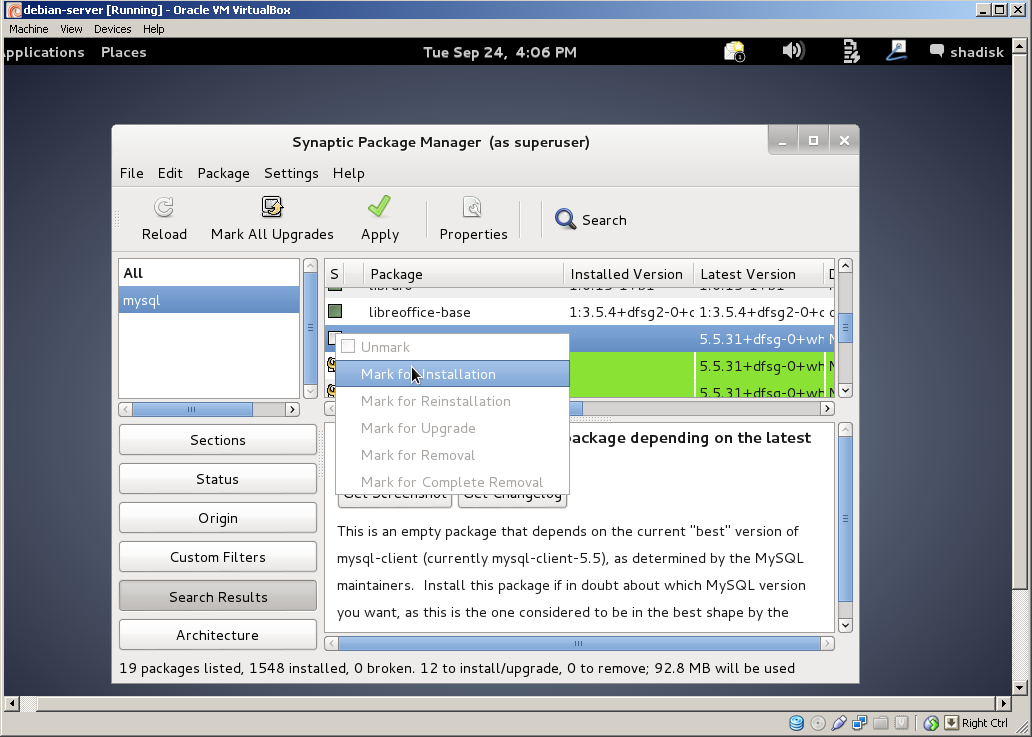 debian-server [Running] - Oracle VM VirtualBox
Machine View Devices Help
pplications Places Tue Sep 24, 4:06 PM 1 shadisk
Synaptic Package Manager (as superuser)
File Edit Package Settings Help
Reload Mark All Upgrades Apply Properties Search
All
mysql
S Package Installed Version Latest Version D
libreoffice-base 1:3.5.4+dfsg2-0+c 1:3.5.4+dfsg2-0+c
5.5.31+dfsg-0+wh
5.5.31+dfsg-0+wh
5.5.31+dfsg-0+wh
Unmark
Mark for Installation
Mark for Reinstallation
Mark for Upgrade
Mark for Removal
Mark for Complete Removal
Sections
Status
Origin
Custom Filters
Search Results
Architecture
package depending on the latest
Get Screenshot Get Changelog
This is an empty package that depends on the current "best" version of
mysql-client (currently mysql-client-5.5), as determined by the MySQL
maintainers. Install this package if in doubt about which MySQL version
you want, as this is the one considered to be in the best shape by the
19 packages listed, 1548 installed, 0 broken. 12 to install/upgrade, 0 to remove; 92.8 MB will be used
Right Ctrl